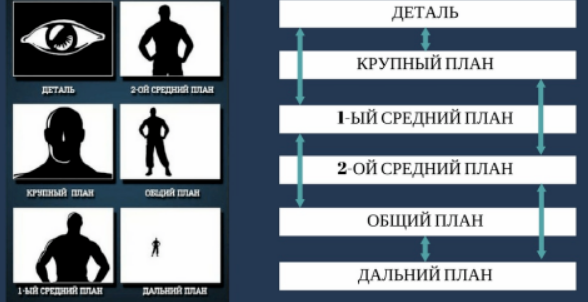 ДЕТАЛЬ
2-ОЙ СРЕДНИЙ ПЛАН
КРУПНЫЙ ПЛАН
ОБЩИЙ ПЛАН
1-ЫЙ СРЕДНИЙ ПЛАН
ДАЛЬНИЙ ПЛАН
ДЕТАЛЬ
КРУПНЫЙ ПЛАН
1-ЫЙ СРЕДНИЙ ПЛАН
2-ОЙ СРЕДНИЙ ПЛАН
ОБЩИЙ ПЛАН
ДАЛЬНИЙ ПЛАН